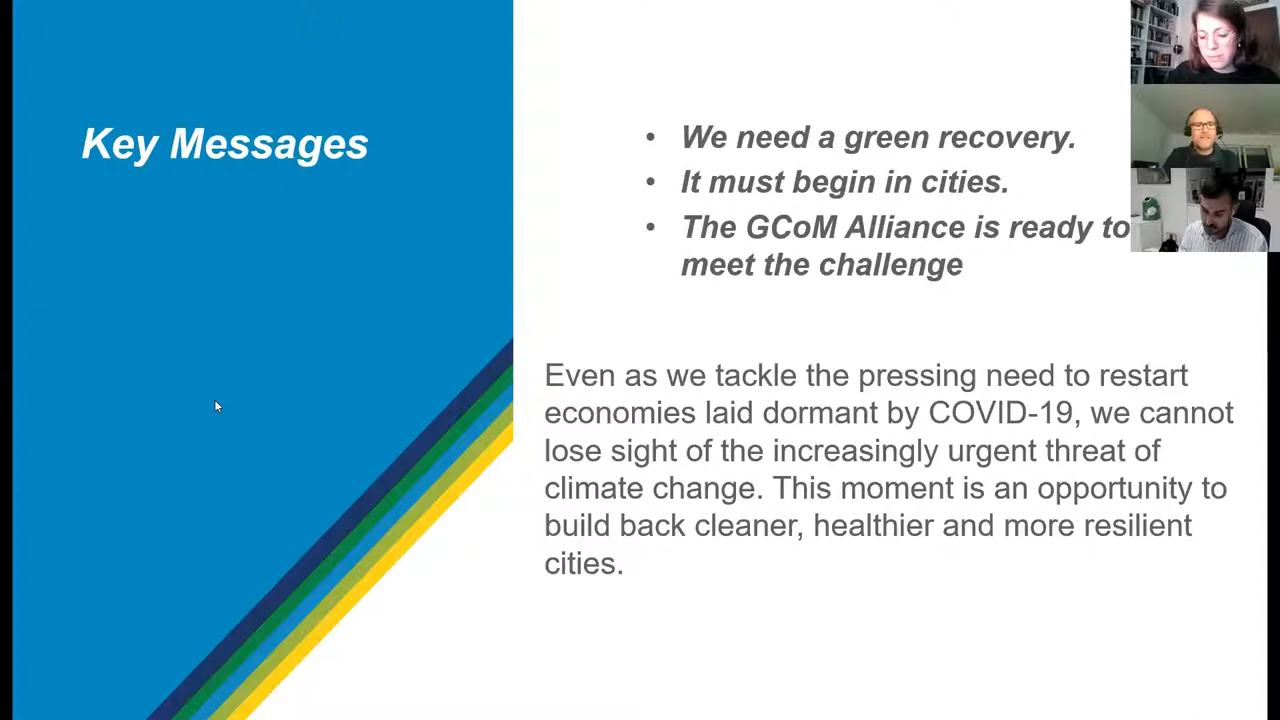 Key Messages
• We need a green recovery.
• It must begin in cities.
• The GCoM Alliance is ready to
meet the challenge
Even as we tackle the pressing need to restart
economies laid dormant by COVID-19, we cannot
lose sight of the increasingly urgent threat of
climate change. This moment is an opportunity to
build back cleaner, healthier and more resilient
cities.